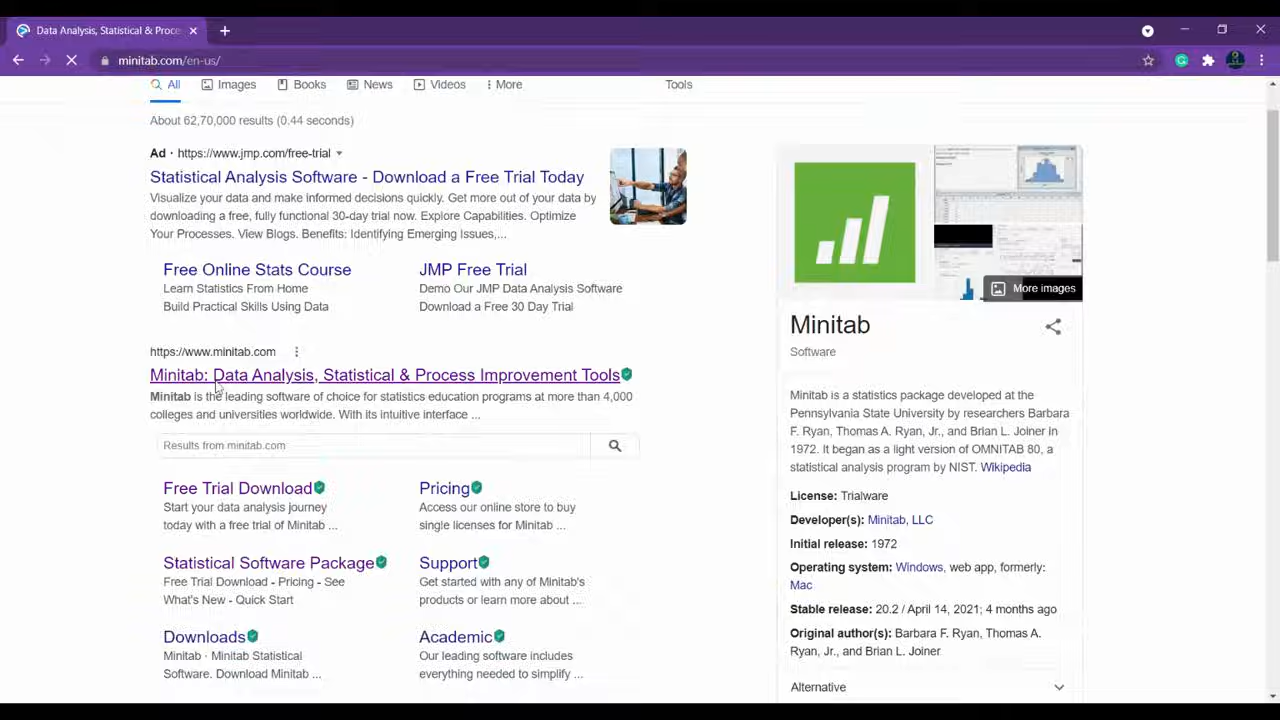 Data Analysis, Statistical & Proce
minitab.com/en-us/
All Images Books News Videos More Tools
About 62,70,000 results (0.44 seconds)
Ad · https://www.jmp.com/free-trial
Statistical Analysis Software - Download a Free Trial Today
Visualize your data and make informed decisions quickly. Get more out of your data by
downloading a free, fully functional 30-day trial now. Explore Capabilities. Optimize
Your Processes. View Blogs. Benefits: Identifying Emerging Issues,...
Free Online Stats Course
Learn Statistics From Home
Build Practical Skills Using Data
JMP Free Trial
Demo Our JMP Data Analysis Software
Download a Free 30 Day Trial
https://www.minitab.com
Minitab: Data Analysis, Statistical & Process Improvement Tools
Minitab is the leading software of choice for statistics education programs at more than 4,000
colleges and universities worldwide. With its intuitive interface ...
Results from minitab.com
Free Trial Download
Start your data analysis journey
today with a free trial of Minitab ...
Pricing
Access our online store to buy
single licenses for Minitab ...
Statistical Software Package
Free Trial Download - Pricing - See
What's New - Quick Start
Support
Get started with any of Minitab's
products or learn more about ...
Downloads
Minitab · Minitab Statistical
Software. Download Minitab ...
Academic
Our leading software includes
everything needed to simplify ...
More images
Minitab
Software
Minitab is a statistics package developed at the
Pennsylvania State University by researchers Barbara
F. Ryan, Thomas A. Ryan, Jr., and Brian L. Joiner in
1972. It began as a light version of OMNITAB 80, a
statistical analysis program by NIST. Wikipedia
License: Trialware
Developer(s): Minitab, LLC
Initial release: 1972
Operating system: Windows, web app, formerly:
Mac
Stable release: 20.2 / April 14, 2021; 4 months ago
Original author(s): Barbara F. Ryan, Thomas A.
Ryan, Jr., and Brian L. Joiner
Alternative